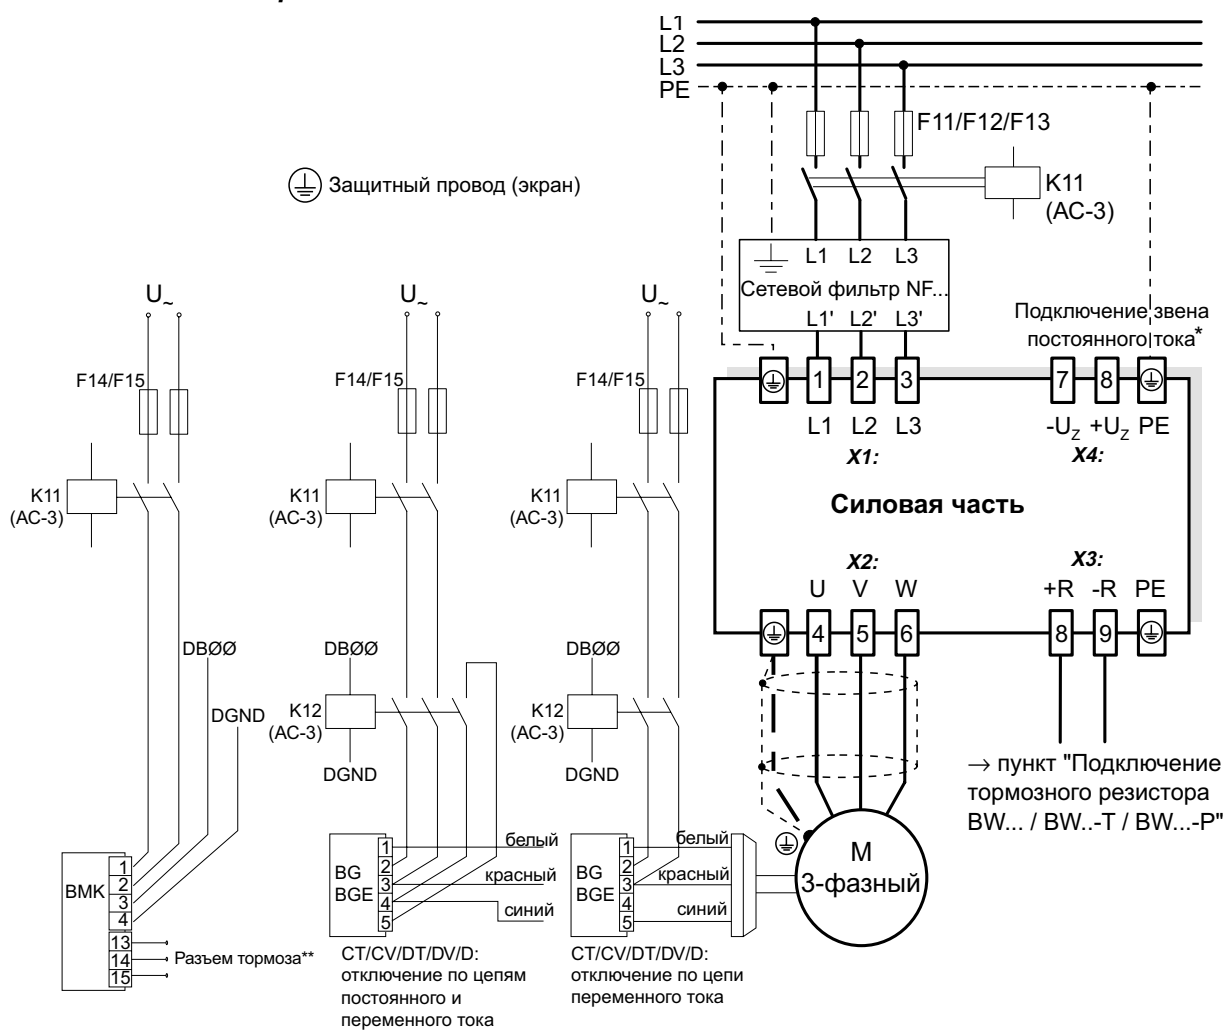 L1
L2
L3
PE
F11/F12/F13
Защитный провод (экран)
K11
(AC-3)
L1 L2 L3
Сетевой фильтр NF...
L1' L2' L3'
Подключение звена
постоянного тока*
1 2 3 7 8
L1 L2 L3 -UZ +UZ PE
X1: X4:
Силовая часть
X2: X3:
U V W +R -R PE
4 5 6 8 9
→ пункт "Подключение
тормозного резистора
BW... / BW..-T / BW...-P"
M
3-фазный
U~
F14/F15
K11
(AC-3)
DBØØ
DGND
BMK
1
2
3
4
13
14
15
Разъем тормоза**
U~
F14/F15
K11
(AC-3)
DBØØ
K12
(AC-3)
DGND
BG
BGE
1
2
3
4
5
белый
красный
синий
CT/CV/DT/DV/D:
отключение по цепям
постоянного и
переменного тока
U~
F14/F15
K11
(AC-3)
DBØØ
K12
(AC-3)
DGND
BG
BGE
1
2
3
4
5
белый
красный
синий
CT/CV/DT/DV/D:
отключение по цепи
переменного тока